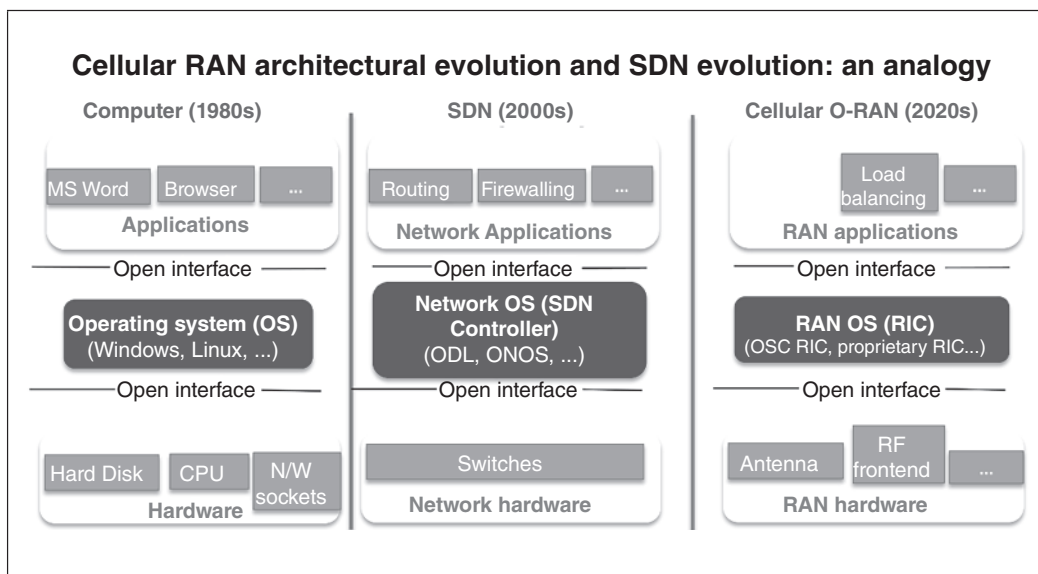 Cellular RAN architectural evolution and SDN evolution: an analogy
Computer (1980s)
MS Word
Browser
...
Applications
Open interface
Operating system (OS)
(Windows, Linux, ...)
Open interface
Hard Disk
CPU
N/W
sockets
Hardware
SDN (2000s)
Routing
Firewalling
...
Network Applications
Open interface
Network OS (SDN
Controller)
(ODL, ONOS, ...)
Open interface
Switches
Network hardware
Cellular O-RAN (2020s)
Load
balancing
...
RAN applications
Open interface
RAN OS (RIC)
(OSC RIC, proprietary RIC...)
Open interface
Antenna
RF
frontend
...
RAN hardware